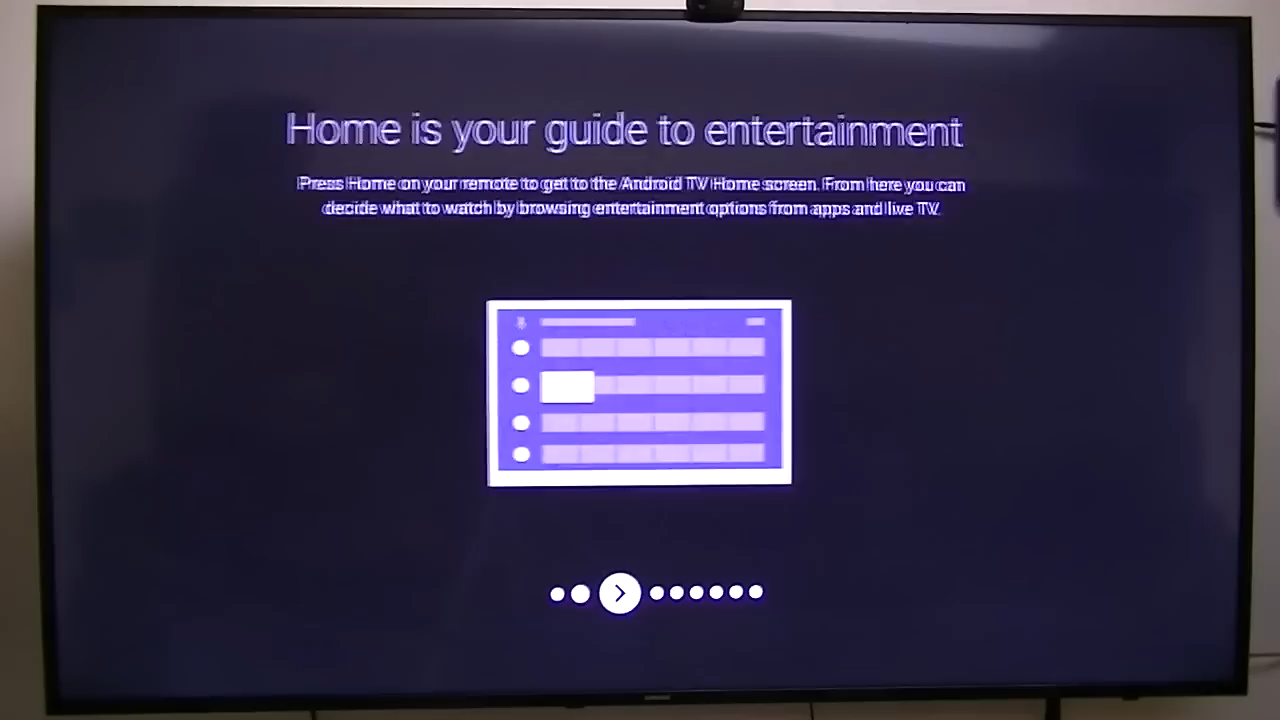 Home is your guide to entertainment
Press Home on your remote to get to the Android TV Home screen. From here you can
decide what to watch by browsing entertainment options from apps and live TV.